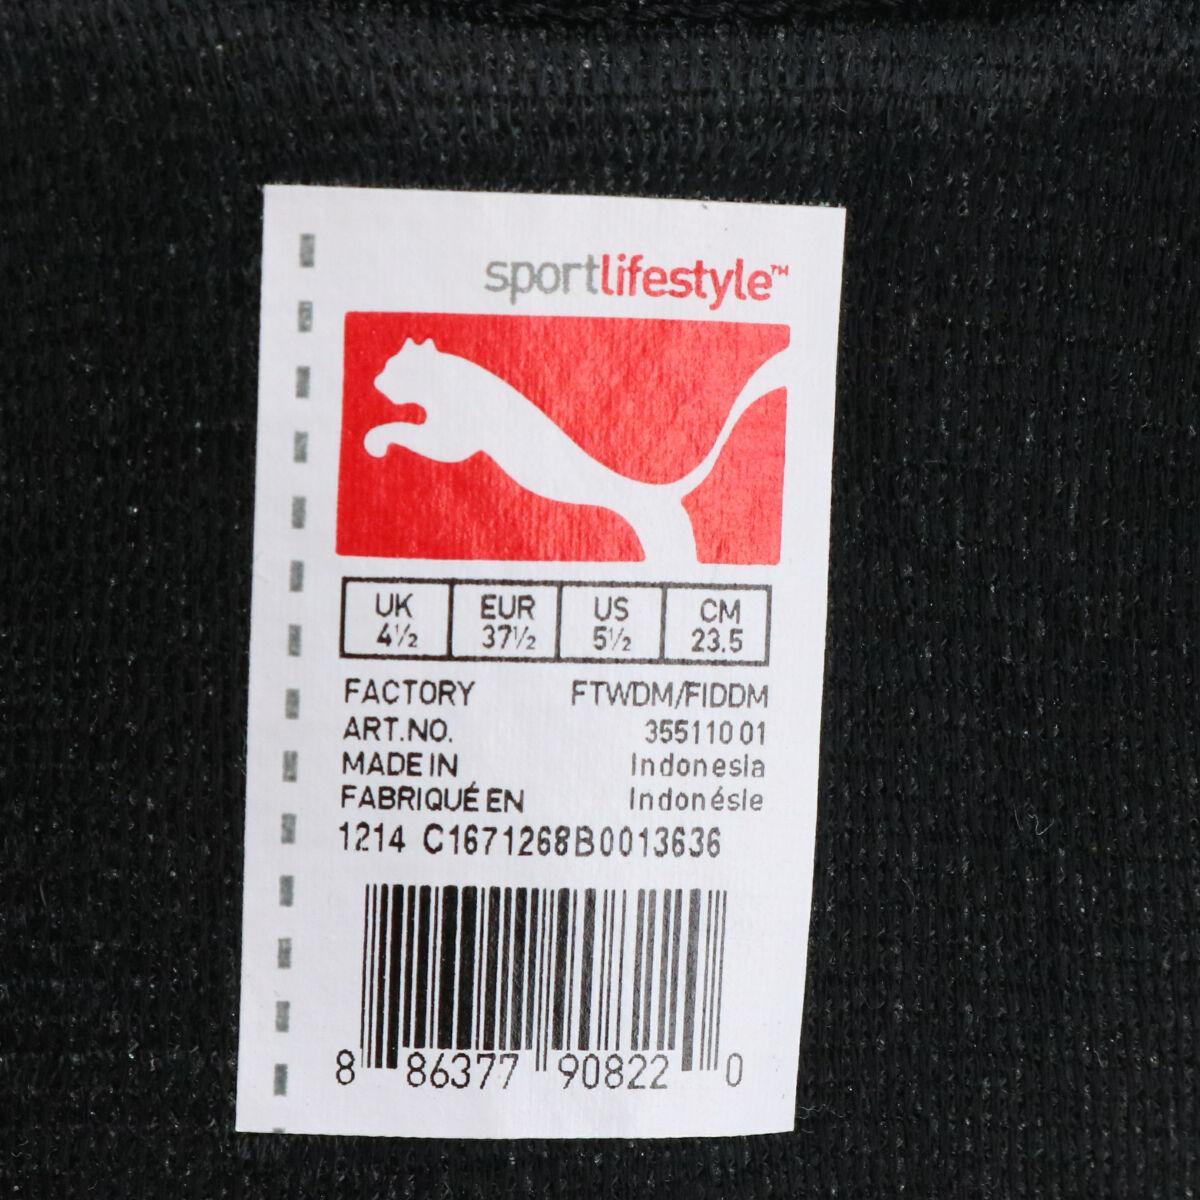 sportlifestyle™
UK EUR US CM
4½ 37½ 5½ 23.5
FACTORY FTWDM/FIDDM
ART.NO. 355110 01
MADE IN Indonesia
FABRIQUÉ EN Indonésie
1214 C1671268B0013636
8 86377 90822 0